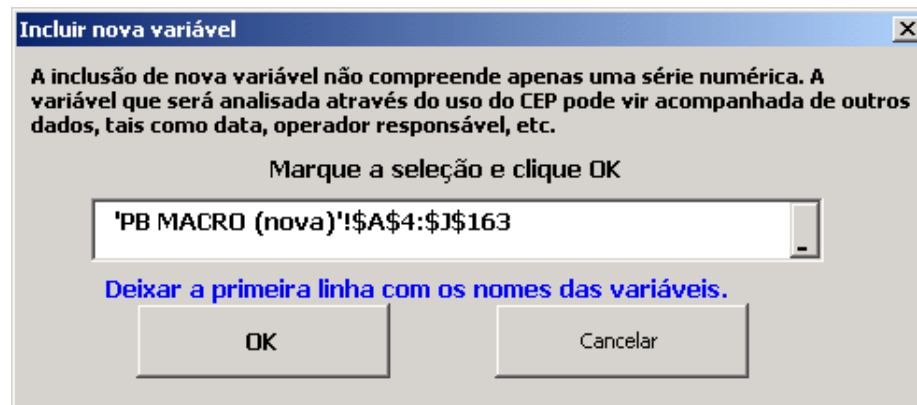 Incluir nova variável
A inclusão de nova variável não compreende apenas uma série numérica. A
variável que será analisada através do uso do CEP pode vir acompanhada de outros
dados, tais como data, operador responsável, etc.
Marque a seleção e clique OK
'PB MACRO (nova)'!$A$4:$J$163
Deixar a primeira linha com os nomes das variáveis.
OK
Cancelar